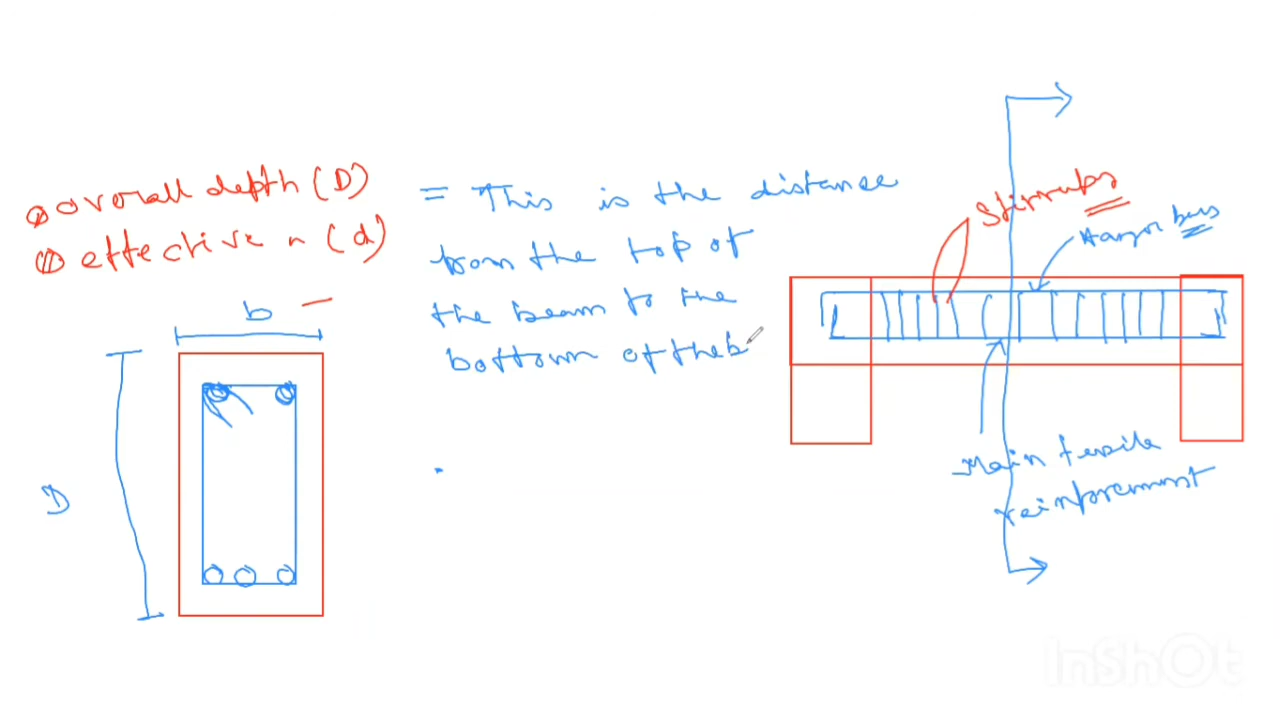 ① overall depth (D)
② effective " (d)
= This is the distance
from the top of
the beam to the
bottom of the b
b
D
Stirrups
Hanger bars
Main tensile
reinforcement
InShot